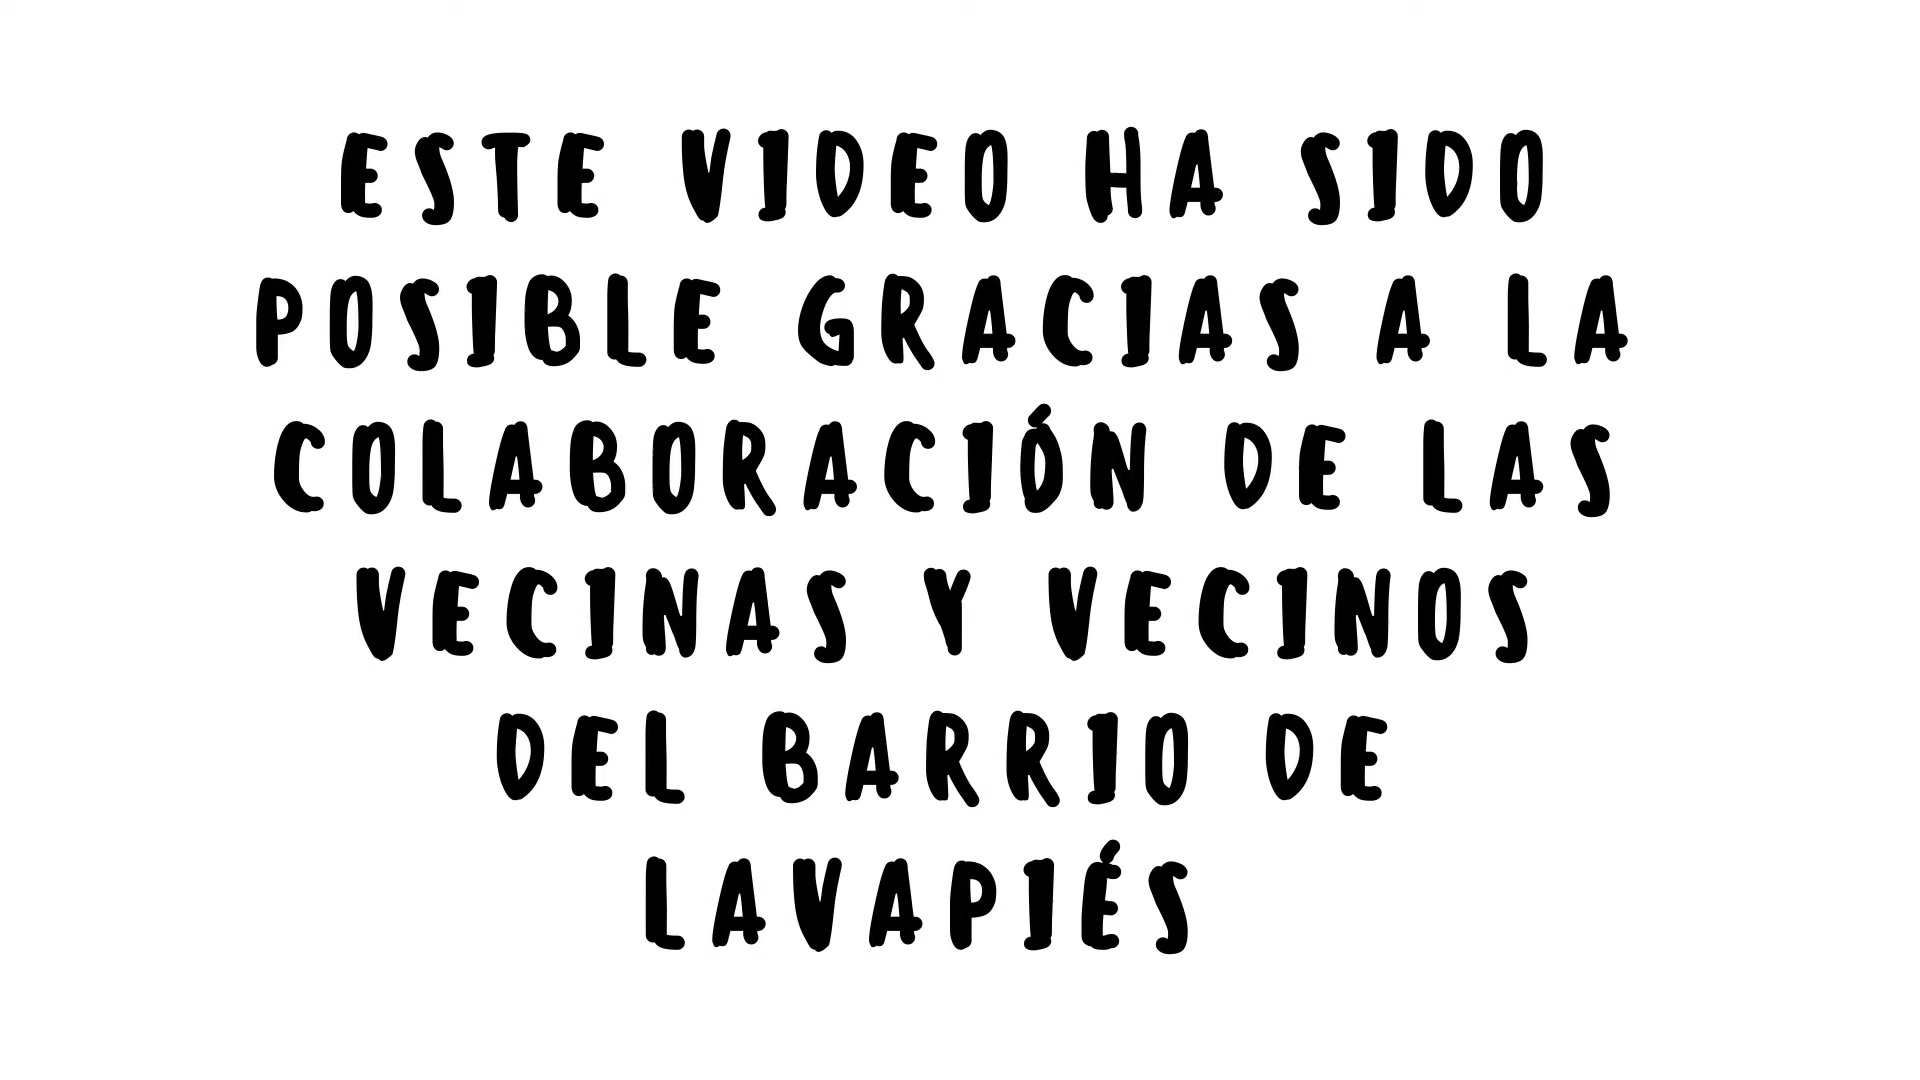 ESTE VIDEO HA SIDO
POSIBLE GRACIAS A LA
COLABORACIÓN DE LAS
VECINAS Y VECINOS
DEL BARRIO DE
LAVAPIÉS